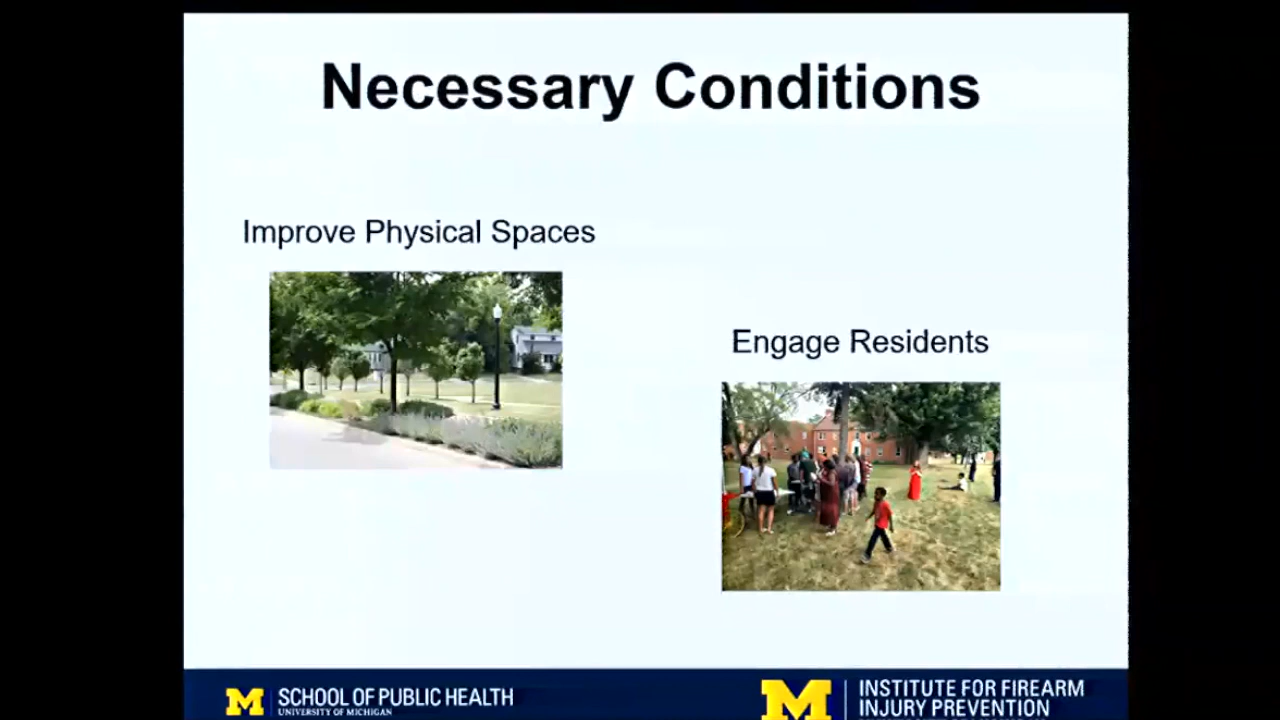 Necessary Conditions
Improve Physical Spaces
Engage Residents
M SCHOOL OF PUBLIC HEALTH
UNIVERSITY OF MICHIGAN
M INSTITUTE FOR FIREARM
INJURY PREVENTION